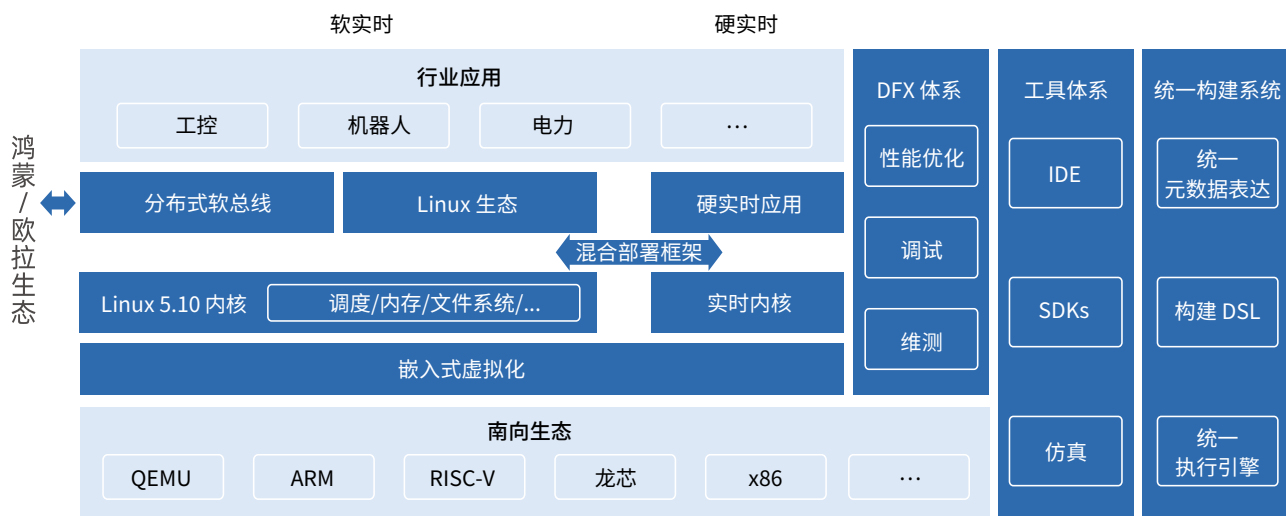 软实时
硬实时
鸿蒙/欧拉生态
行业应用
工控
机器人
电力
...
分布式软总线
Linux 生态
硬实时应用
混合部署框架
Linux 5.10 内核
调度/内存/文件系统/...
实时内核
嵌入式虚拟化
南向生态
QEMU
ARM
RISC-V
龙芯
x86
...
DFX 体系
性能优化
调试
维测
工具体系
IDE
SDKs
仿真
统一构建系统
统一
元数据表达
构建 DSL
统一
执行引擎